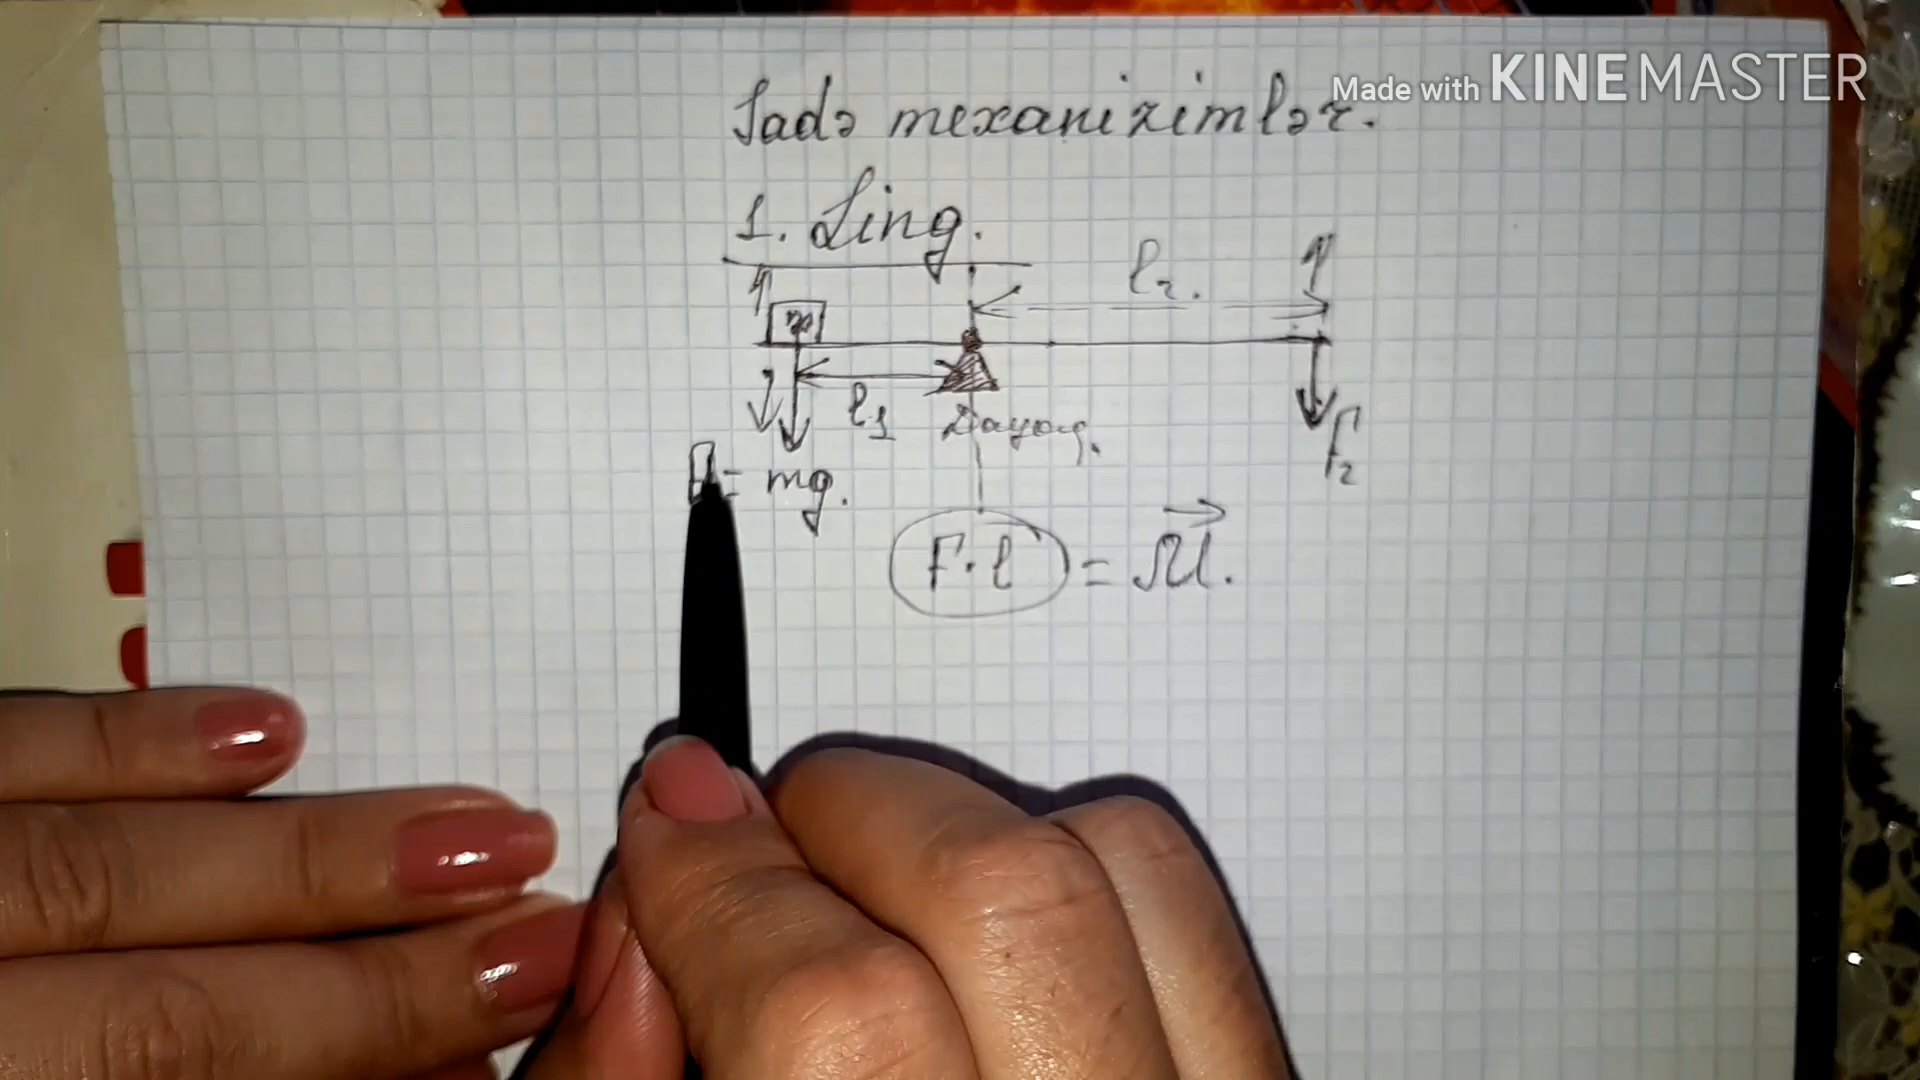 Made with KINEMASTER
Sadə mexanizimlər.
1. Ling.
l₂.
m
l₁
Dayaq.
F₂
P = mg.
F·l = M.